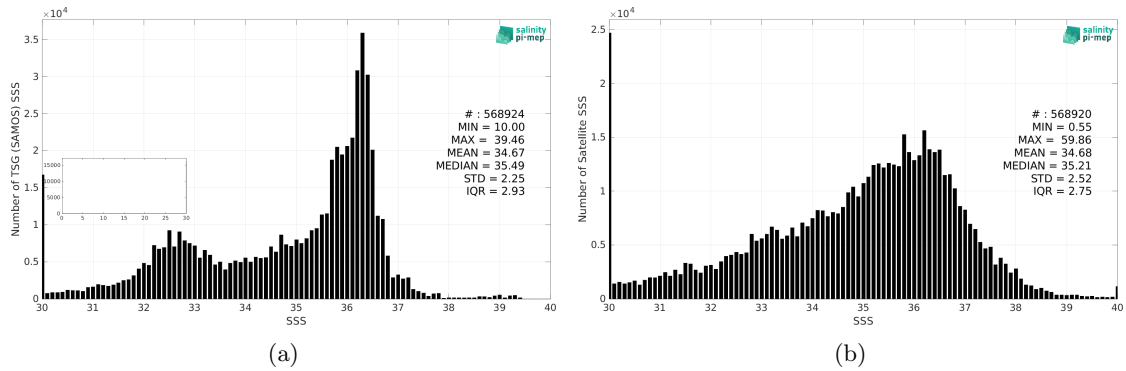 ×10⁴
3.5
3
2.5
2
1.5
1
0.5
0
30 31 32 33 34 35 36 37 38 39 40
SSS
Number of TSG (SAMOS) SSS
salinity
pi-mep
# : 568924
MIN = 10.00
MAX = 39.46
MEAN = 34.67
MEDIAN = 35.49
STD = 2.25
IQR = 2.93
15000
10000
5000
0
0 5 10 15 20 25 30
(a)
×10⁴
2.5
2
1.5
1
0.5
0
30 31 32 33 34 35 36 37 38 39 40
SSS
Number of Satellite SSS
salinity
pi-mep
# : 568920
MIN = 0.55
MAX = 59.86
MEAN = 34.68
MEDIAN = 35.21
STD = 2.52
IQR = 2.75
(b)